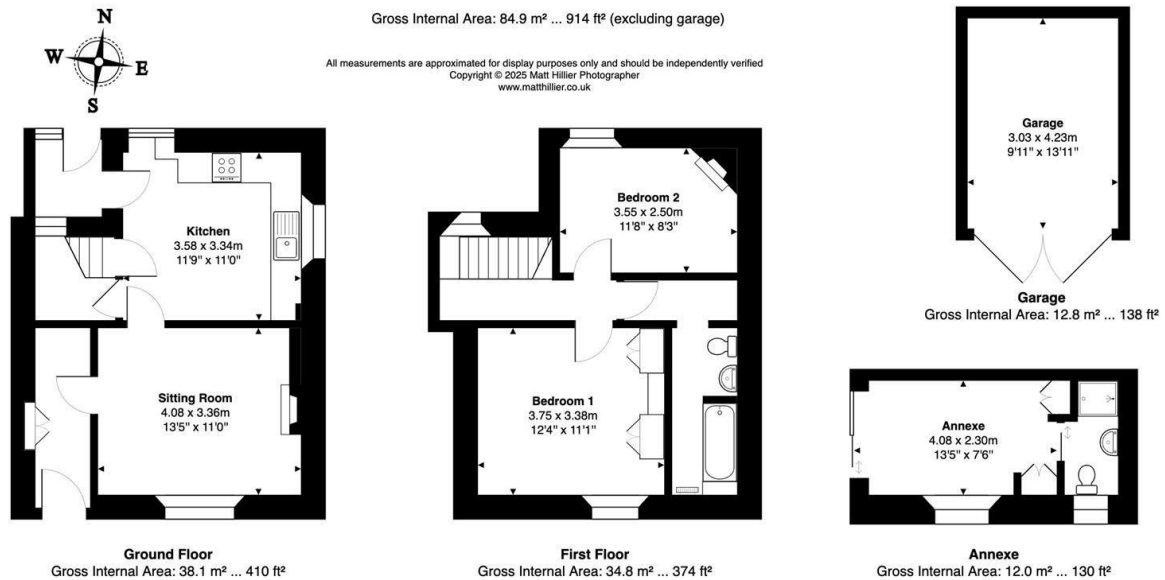 Gross Internal Area: 84.9 m² ... 914 ft² (excluding garage)
All measurements are approximated for display purposes only and should be independently verified
Copyright © 2025 Matt Hillier Photographer
www.matthillier.co.uk
N
W
E
S
Kitchen
3.58 x 3.34m
11'9" x 11'0"
Sitting Room
4.08 x 3.36m
13'5" x 11'0"
Ground Floor
Gross Internal Area: 38.1 m² ... 410 ft²
Bedroom 2
3.55 x 2.50m
11'8" x 8'3"
Bedroom 1
3.75 x 3.38m
12'4" x 11'1"
First Floor
Gross Internal Area: 34.8 m² ... 374 ft²
Garage
3.03 x 4.23m
9'11" x 13'11"
Garage
Gross Internal Area: 12.8 m² ... 138 ft²
Annexe
4.08 x 2.30m
13'5" x 7'6"
Annexe
Gross Internal Area: 12.0 m² ... 130 ft²